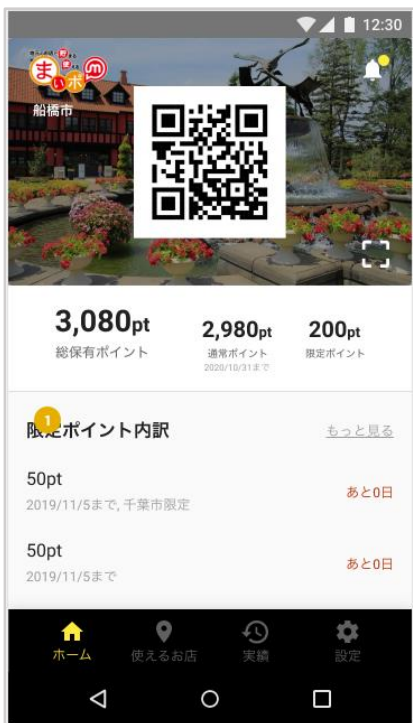 12:30
まいポ
船橋市
3,080pt
総保有ポイント
2,980pt
通常ポイント
2020/10/31まで
200pt
限定ポイント
1
限定ポイント内訳
もっと見る
50pt
2019/11/5まで, 千葉市限定
あと0日
50pt
2019/11/5まで
あと0日
ホーム
使えるお店
実績
設定